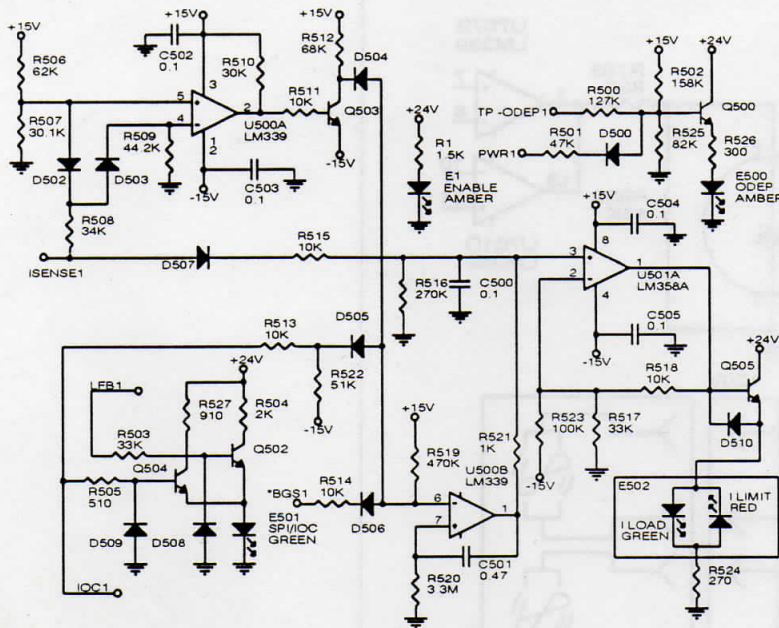 +15V
R506
62K
R507
30.1K
D502
D503
R508
34K
ISENSE1
+15V
C502
0.1
R509
44.2K
5
4
3
2
1
2
U500A
LM339
R510
30K
R511
10K
C503
0.1
-15V
+15V
R512
68K
D504
Q503
-15V
+24V
R1
1.5K
E1
ENABLE
AMBER
TP-ODEP1
R500
127K
PWR1
R501
47K
D500
+15V
R502
158K
+24V
Q500
R525
82K
R526
300
E500
ODEP
AMBER
D507
R515
10K
R516
270K
C500
0.1
+15V
C504
0.1
3
2
8
1
4
U501A
LM358A
C505
0.1
-15V
R513
10K
D505
R522
51K
-15V
LFB1
+24V
R527
910
R504
2K
R503
33K
Q502
Q504
R505
510
D509
D508
E501
SPI/IOC
GREEN
IOC1
*BGS1
R514
10K
D506
+15V
R519
470K
U500B
LM339
6
7
1
R521
1K
C501
0.47
R520
3.3M
R523
100K
-15V
R517
33K
R518
10K
+24V
Q505
D510
E502
I LOAD
GREEN
I LIMIT
RED
R524
270